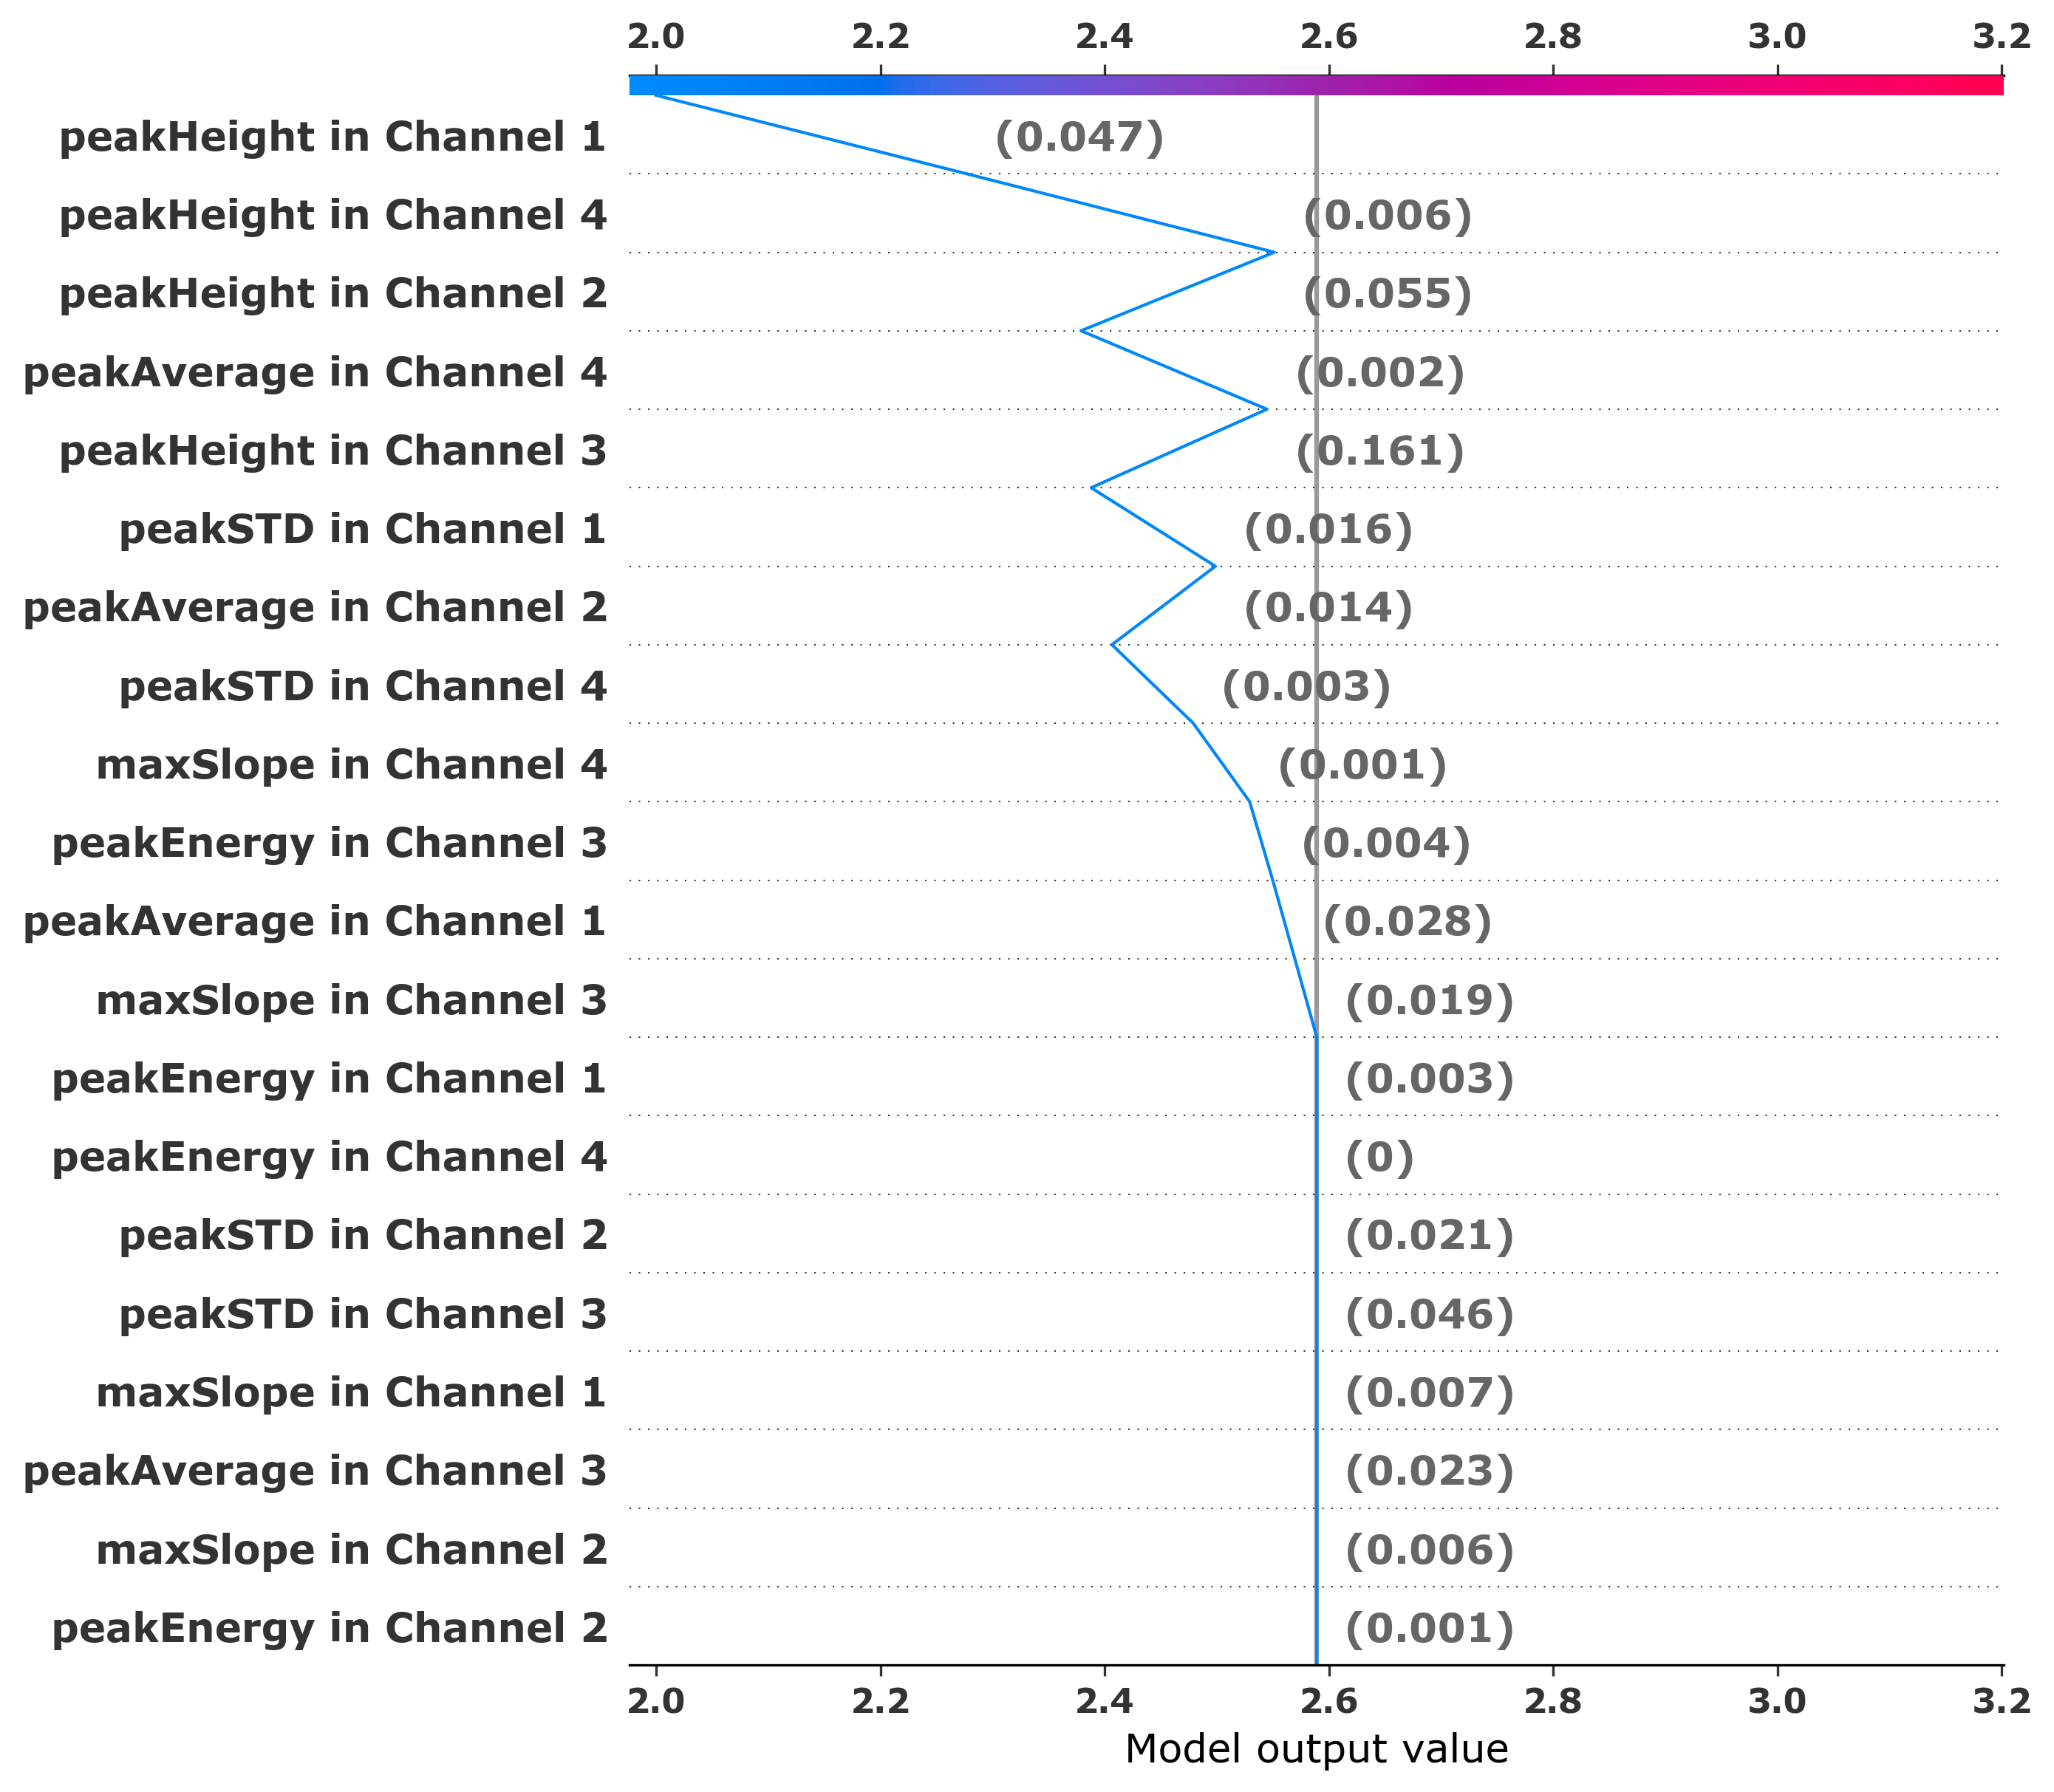 2.0 2.2 2.4 2.6 2.8 3.0 3.2
peakHeight in Channel 1 (0.047)
peakHeight in Channel 4 (0.006)
peakHeight in Channel 2 (0.055)
peakAverage in Channel 4 (0.002)
peakHeight in Channel 3 (0.161)
peakSTD in Channel 1 (0.016)
peakAverage in Channel 2 (0.014)
peakSTD in Channel 4 (0.003)
maxSlope in Channel 4 (0.001)
peakEnergy in Channel 3 (0.004)
peakAverage in Channel 1 (0.028)
maxSlope in Channel 3 (0.019)
peakEnergy in Channel 1 (0.003)
peakEnergy in Channel 4 (0)
peakSTD in Channel 2 (0.021)
peakSTD in Channel 3 (0.046)
maxSlope in Channel 1 (0.007)
peakAverage in Channel 3 (0.023)
maxSlope in Channel 2 (0.006)
peakEnergy in Channel 2 (0.001)
2.0 2.2 2.4 2.6 2.8 3.0 3.2
Model output value